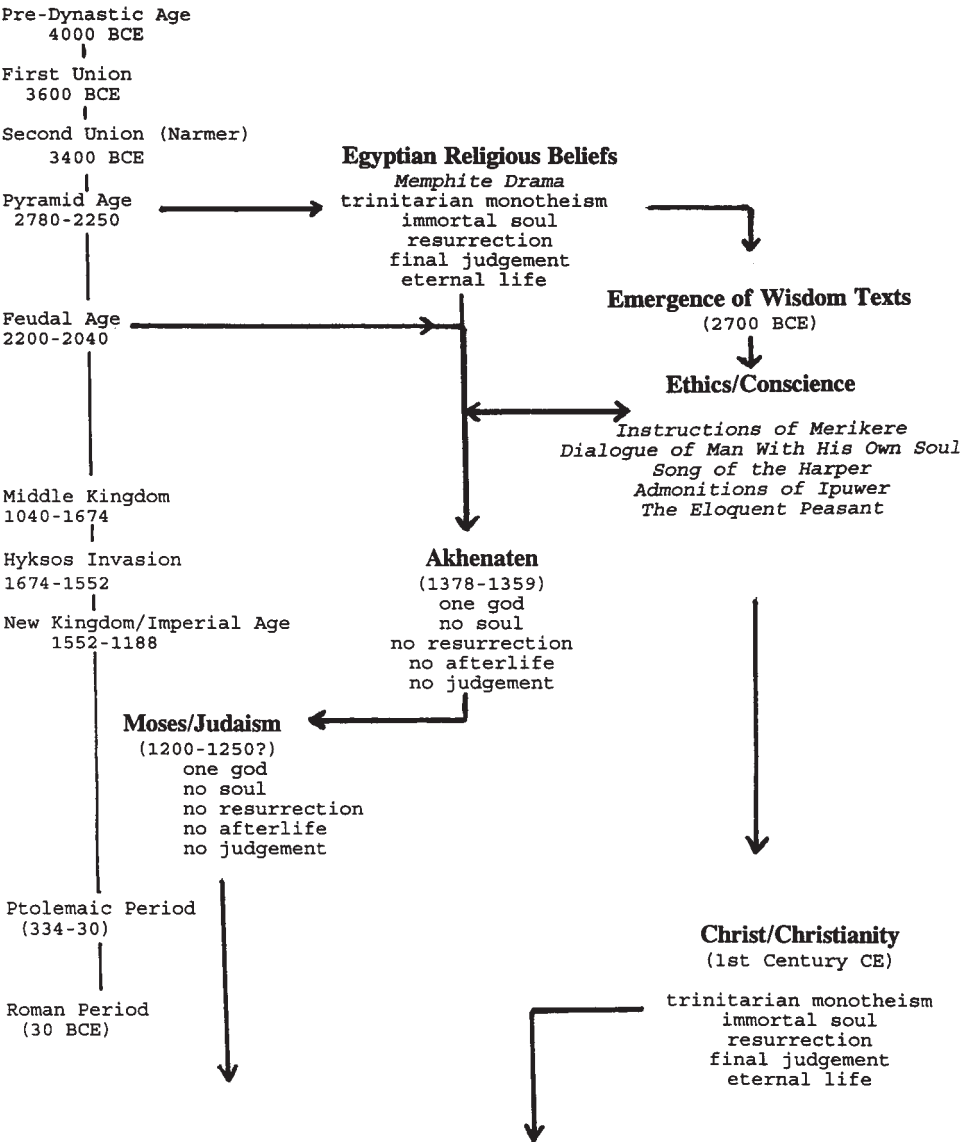 Pre-Dynastic Age
4000 BCE
First Union
3600 BCE
Second Union (Narmer)
3400 BCE
Pyramid Age
2780-2250
Feudal Age
2200-2040
Middle Kingdom
1040-1674
Hyksos Invasion
1674-1552
New Kingdom/Imperial Age
1552-1188
Ptolemaic Period
(334-30)
Roman Period
(30 BCE)
Egyptian Religious Beliefs
Memphite Drama
trinitarian monotheism
immortal soul
resurrection
final judgement
eternal life
Emergence of Wisdom Texts
(2700 BCE)
Ethics/Conscience
Instructions of Merikere
Dialogue of Man With His Own Soul
Song of the Harper
Admonitions of Ipuwer
The Eloquent Peasant
Akhenaten
(1378-1359)
one god
no soul
no resurrection
no afterlife
no judgement
Moses/Judaism
(1200-1250?)
one god
no soul
no resurrection
no afterlife
no judgement
Christ/Christianity
(1st Century CE)
trinitarian monotheism
immortal soul
resurrection
final judgement
eternal life